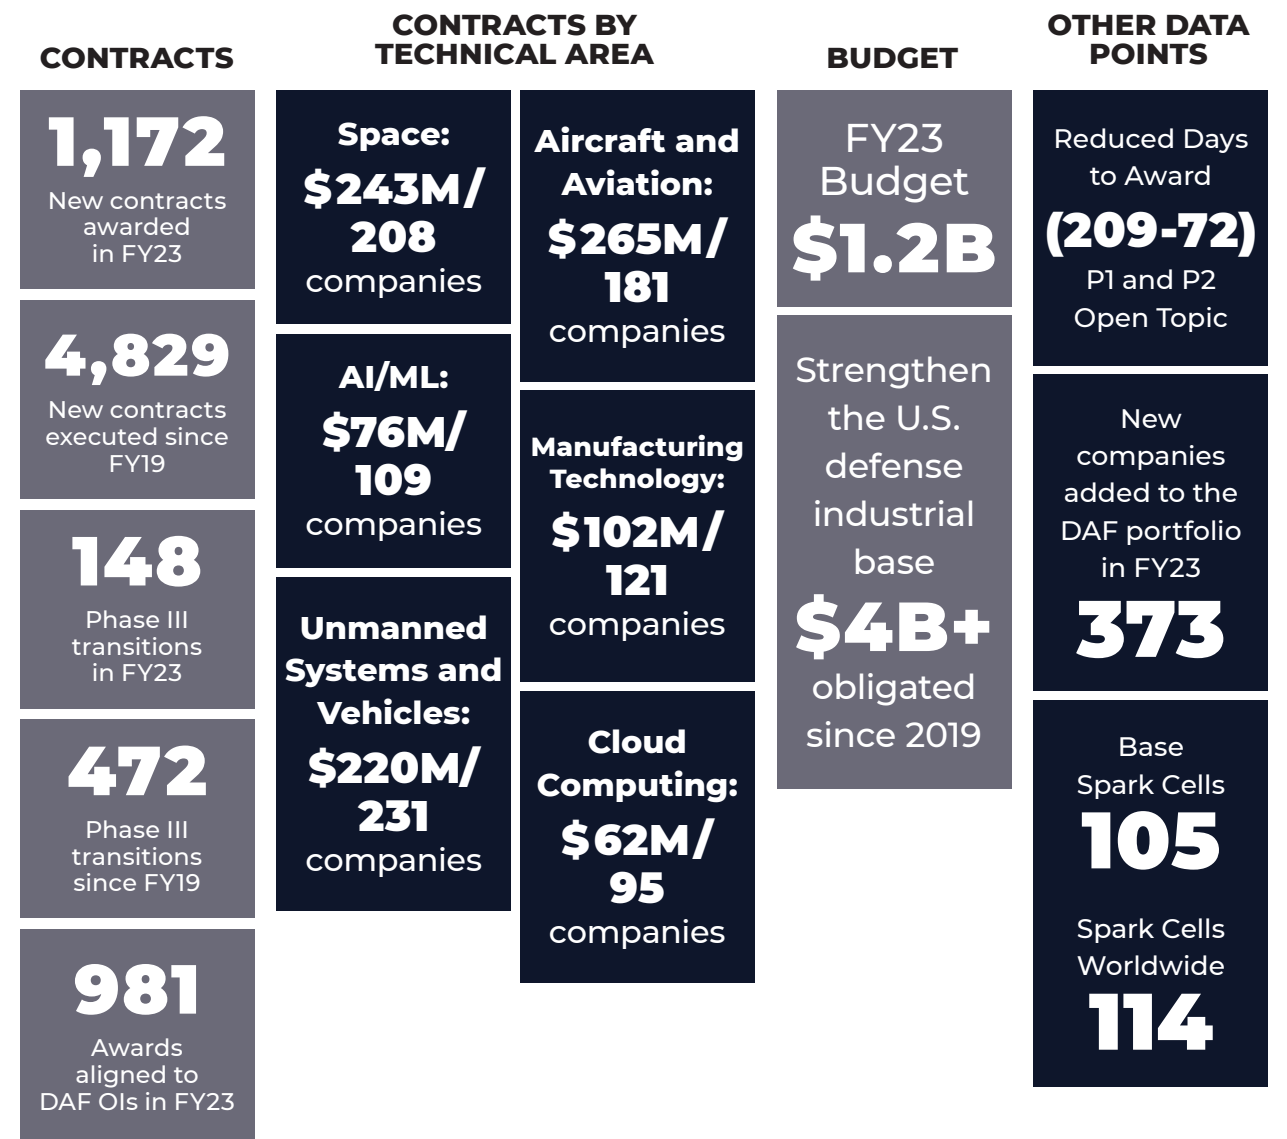 CONTRACTS
1,172
New contracts
awarded
in FY23
4,829
New contracts
executed since
FY19
148
Phase III
transitions
in FY23
472
Phase III
transitions
since FY19
981
Awards
aligned to
DAF OIs in FY23
CONTRACTS BY
TECHNICAL AREA
Space:
$243M/
208
companies
AI/ML:
$76M/
109
companies
Unmanned
Systems and
Vehicles:
$220M/
231
companies
Aircraft and
Aviation:
$265M/
181
companies
Manufacturing
Technology:
$102M/
121
companies
Cloud
Computing:
$62M/
95
companies
BUDGET
FY23
Budget
$1.2B
Strengthen
the U.S.
defense
industrial
base
$4B+
obligated
since 2019
OTHER DATA
POINTS
Reduced Days
to Award
(209-72)
P1 and P2
Open Topic
New
companies
added to the
DAF portfolio
in FY23
373
Base
Spark Cells
105
Spark Cells
Worldwide
114